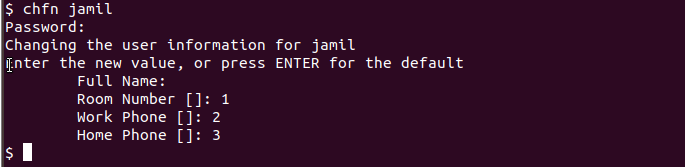 $ chfn jamil
Password:
Changing the user information for jamil
Enter the new value, or press ENTER for the default
Full Name:
Room Number []: 1
Work Phone []: 2
Home Phone []: 3
$